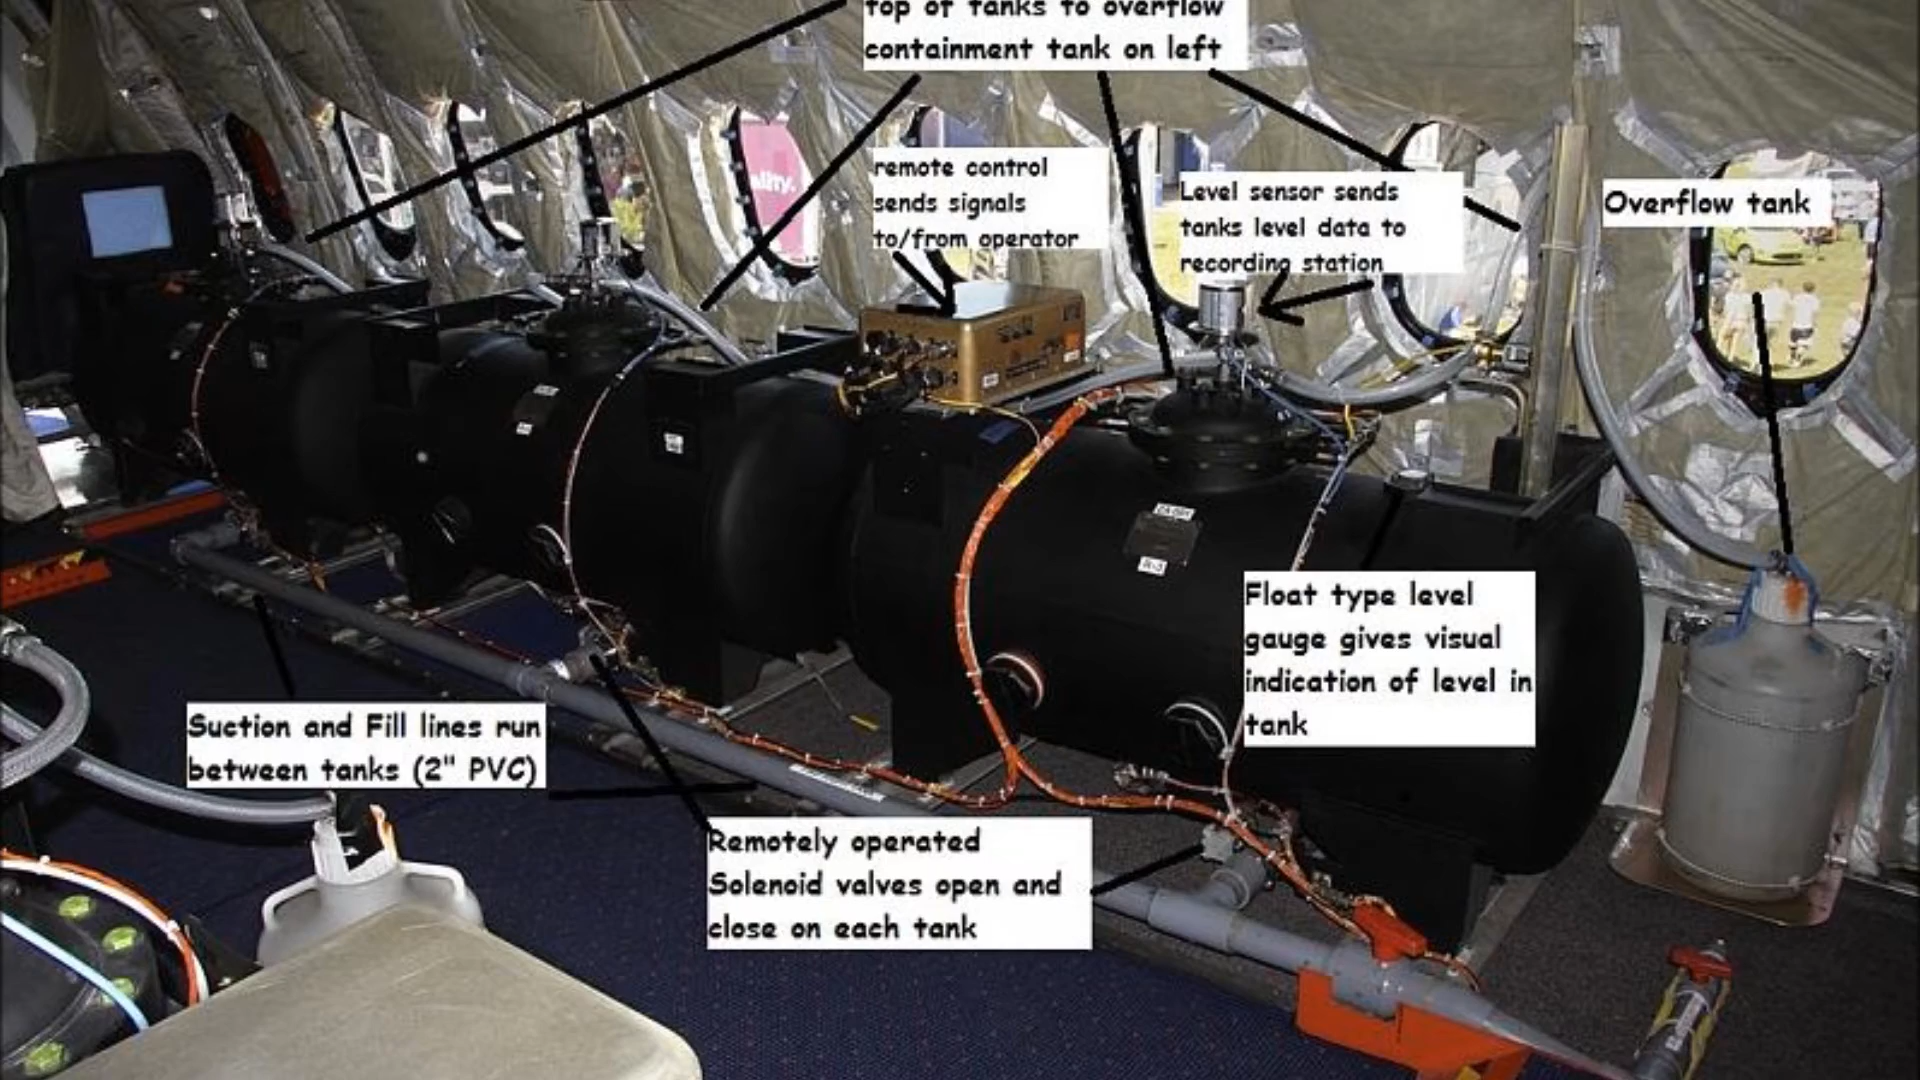 top of tanks to overflow
containment tank on left
remote control
sends signals
to/from operator
Level sensor sends
tanks level data to
recording station
Overflow tank
ality.
Float type level
gauge gives visual
indication of level in
tank
Suction and Fill lines run
between tanks (2" PVC)
Remotely operated
Solenoid valves open and
close on each tank